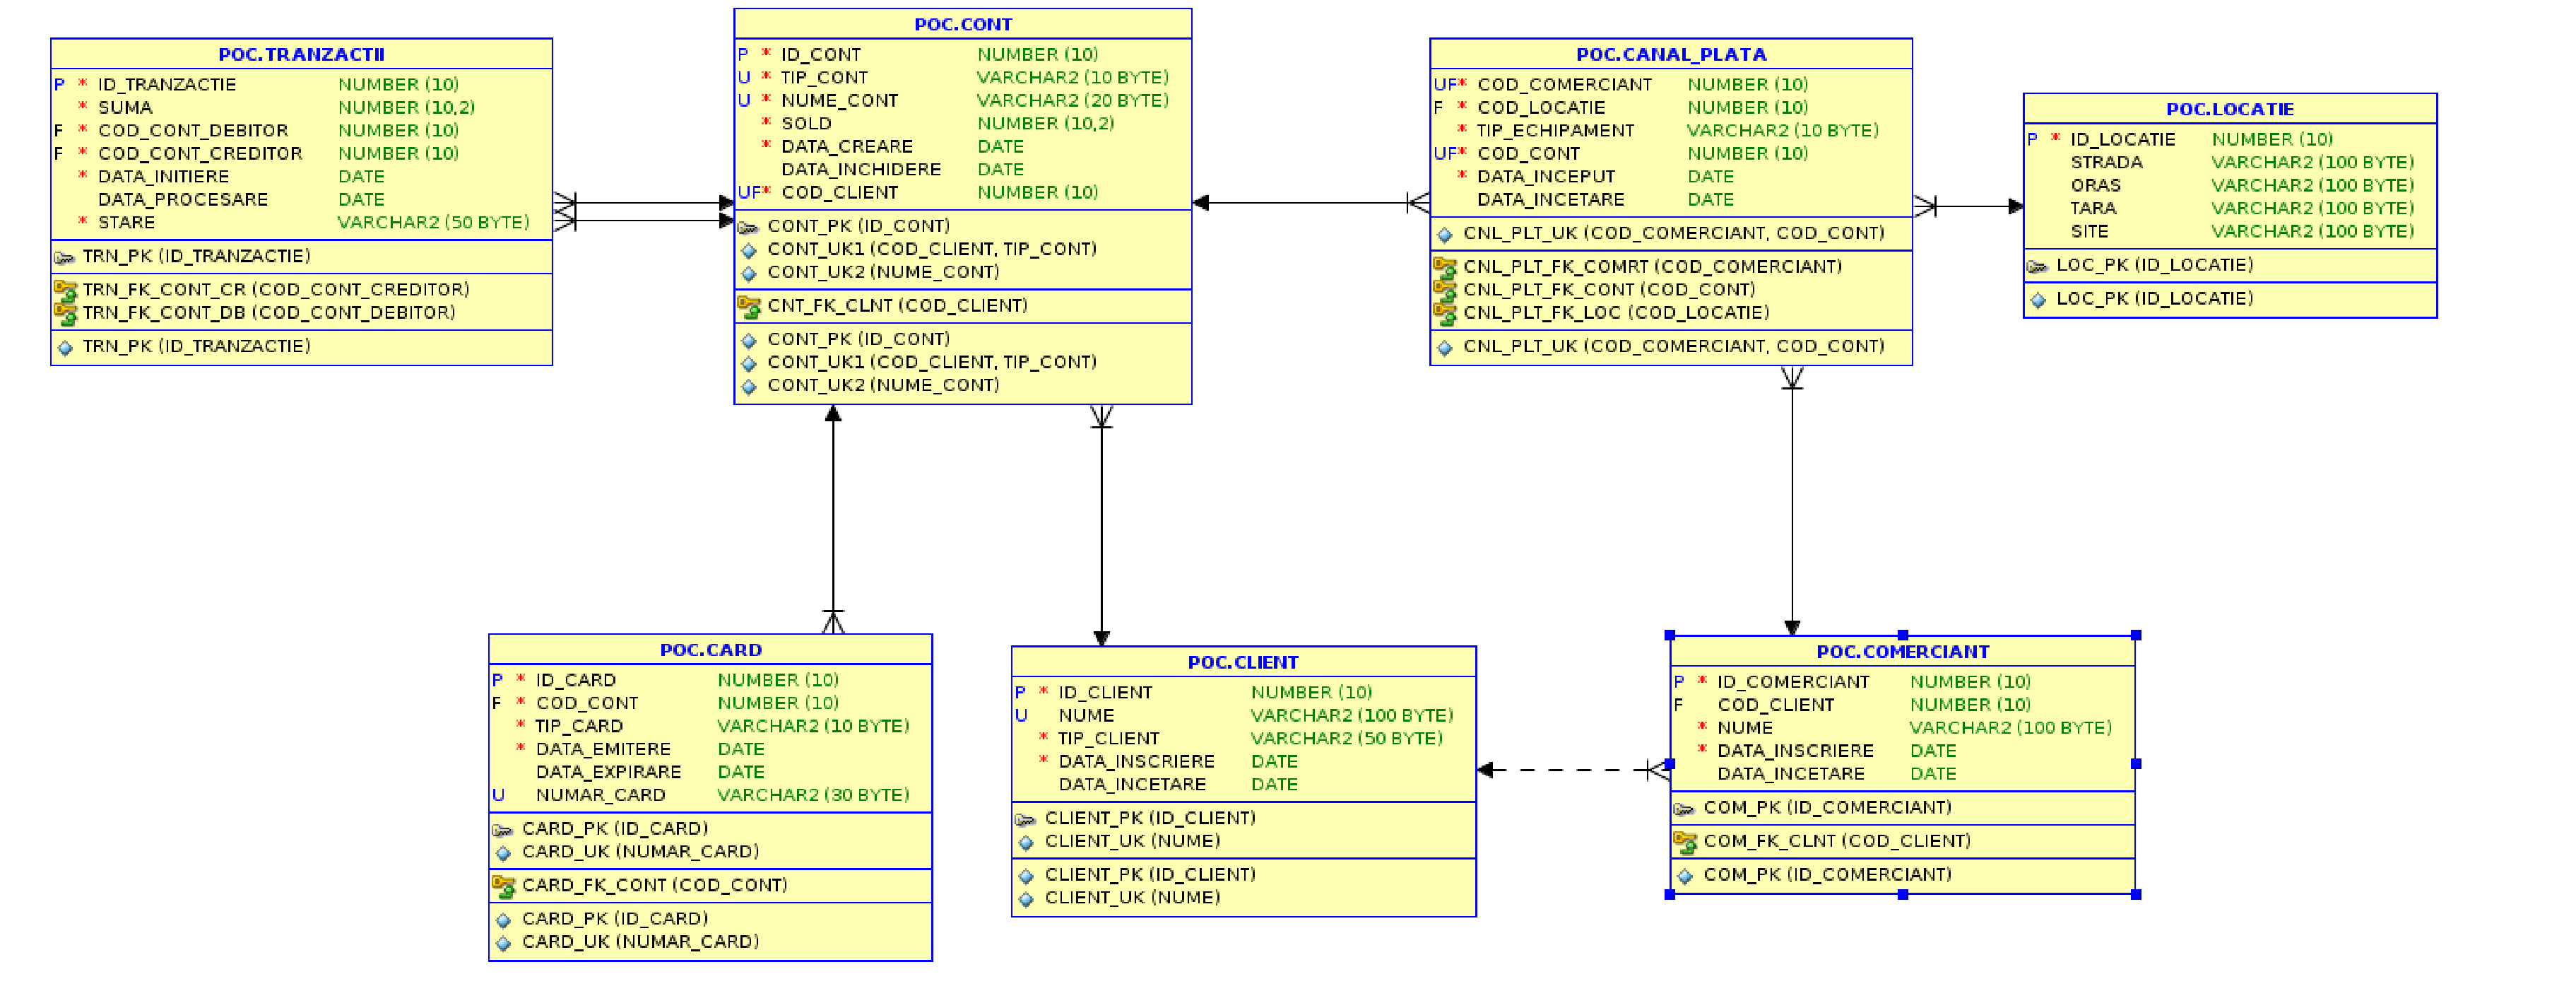 POC.TRANZACTII
P * ID_TRANZACTIE NUMBER (10)
* SUMA NUMBER (10,2)
F * COD_CONT_DEBITOR NUMBER (10)
F * COD_CONT_CREDITOR NUMBER (10)
* DATA_INITIERE DATE
DATA_PROCESARE DATE
* STARE VARCHAR2 (50 BYTE)
TRN_PK (ID_TRANZACTIE)
TRN_FK_CONT_CR (COD_CONT_CREDITOR)
TRN_FK_CONT_DB (COD_CONT_DEBITOR)
TRN_PK (ID_TRANZACTIE)
POC.CONT
P * ID_CONT NUMBER (10)
U * TIP_CONT VARCHAR2 (10 BYTE)
U * NUME_CONT VARCHAR2 (20 BYTE)
* SOLD NUMBER (10,2)
* DATA_CREARE DATE
DATA_INCHIDERE DATE
UF* COD_CLIENT NUMBER (10)
CONT_PK (ID_CONT)
CONT_UK1 (COD_CLIENT, TIP_CONT)
CONT_UK2 (NUME_CONT)
CNT_FK_CLNT (COD_CLIENT)
CONT_PK (ID_CONT)
CONT_UK1 (COD_CLIENT, TIP_CONT)
CONT_UK2 (NUME_CONT)
POC.CANAL_PLATA
UF* COD_COMERCIANT NUMBER (10)
F * COD_LOCATIE NUMBER (10)
* TIP_ECHIPAMENT VARCHAR2 (10 BYTE)
UF* COD_CONT NUMBER (10)
* DATA_INCEPUT DATE
DATA_INCETARE DATE
CNL_PLT_UK (COD_COMERCIANT, COD_CONT)
CNL_PLT_FK_COMRT (COD_COMERCIANT)
CNL_PLT_FK_CONT (COD_CONT)
CNL_PLT_FK_LOC (COD_LOCATIE)
CNL_PLT_UK (COD_COMERCIANT, COD_CONT)
POC.LOCATIE
P * ID_LOCATIE NUMBER (10)
STRADA VARCHAR2 (100 BYTE)
ORAS VARCHAR2 (100 BYTE)
TARA VARCHAR2 (100 BYTE)
SITE VARCHAR2 (100 BYTE)
LOC_PK (ID_LOCATIE)
LOC_PK (ID_LOCATIE)
POC.CARD
P * ID_CARD NUMBER (10)
F * COD_CONT NUMBER (10)
* TIP_CARD VARCHAR2 (10 BYTE)
* DATA_EMITERE DATE
DATA_EXPIRARE DATE
U NUMAR_CARD VARCHAR2 (30 BYTE)
CARD_PK (ID_CARD)
CARD_UK (NUMAR_CARD)
CARD_FK_CONT (COD_CONT)
CARD_PK (ID_CARD)
CARD_UK (NUMAR_CARD)
POC.CLIENT
P * ID_CLIENT NUMBER (10)
U NUME VARCHAR2 (100 BYTE)
* TIP_CLIENT VARCHAR2 (50 BYTE)
* DATA_INSCRIERE DATE
DATA_INCETARE DATE
CLIENT_PK (ID_CLIENT)
CLIENT_UK (NUME)
CLIENT_PK (ID_CLIENT)
CLIENT_UK (NUME)
POC.COMERCIANT
P * ID_COMERCIANT NUMBER (10)
F COD_CLIENT NUMBER (10)
* NUME VARCHAR2 (100 BYTE)
* DATA_INSCRIERE DATE
DATA_INCETARE DATE
COM_PK (ID_COMERCIANT)
COM_FK_CLNT (COD_CLIENT)
COM_PK (ID_COMERCIANT)